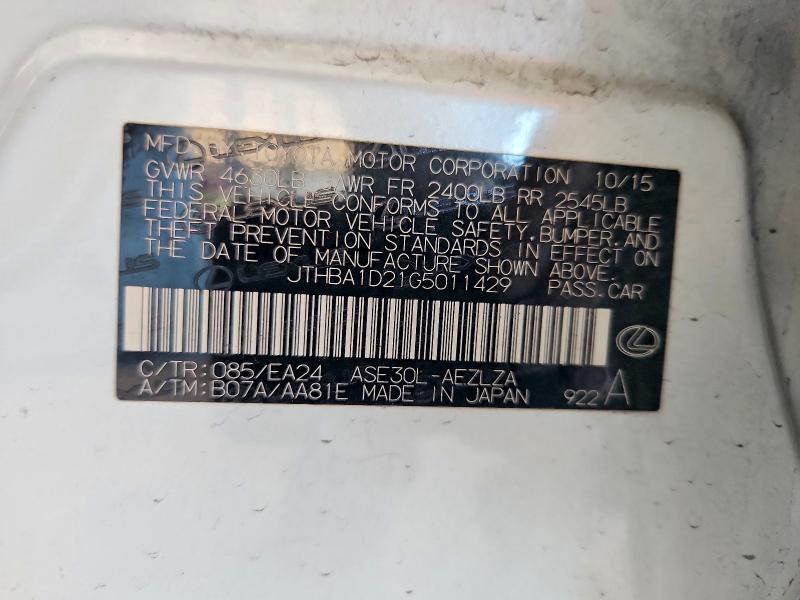 MFD BY TOYOTA MOTOR CORPORATION 10/15
GVWR 4630LB GAWR FR 2400LB RR 2545LB
THIS VEHICLE CONFORMS TO ALL APPLICABLE
FEDERAL MOTOR VEHICLE SAFETY, BUMPER, AND
THEFT PREVENTION STANDARDS IN EFFECT ON
THE DATE OF MANUFACTURE SHOWN ABOVE.
JTHBA1D21G5011429 PASS.CAR
C/TR:085/EA24 ASE30L-AEZLZA
A/TM:B07A/AA81E MADE IN JAPAN 922 A